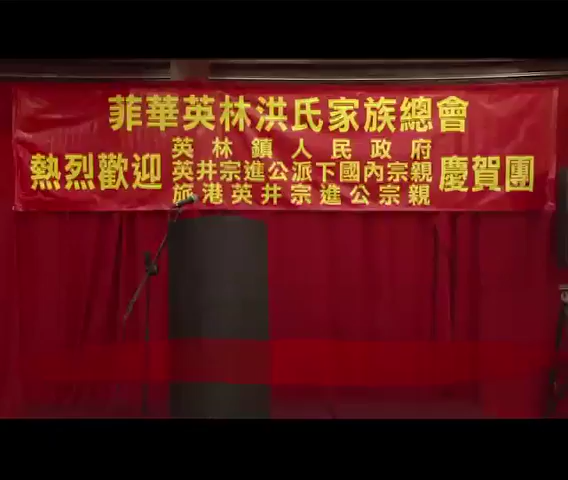 菲華英林洪氏家族總會
熱烈歡迎
英林鎮人民政府
英井宗進公派下國內宗親
旅港英井宗進公宗親
慶賀團